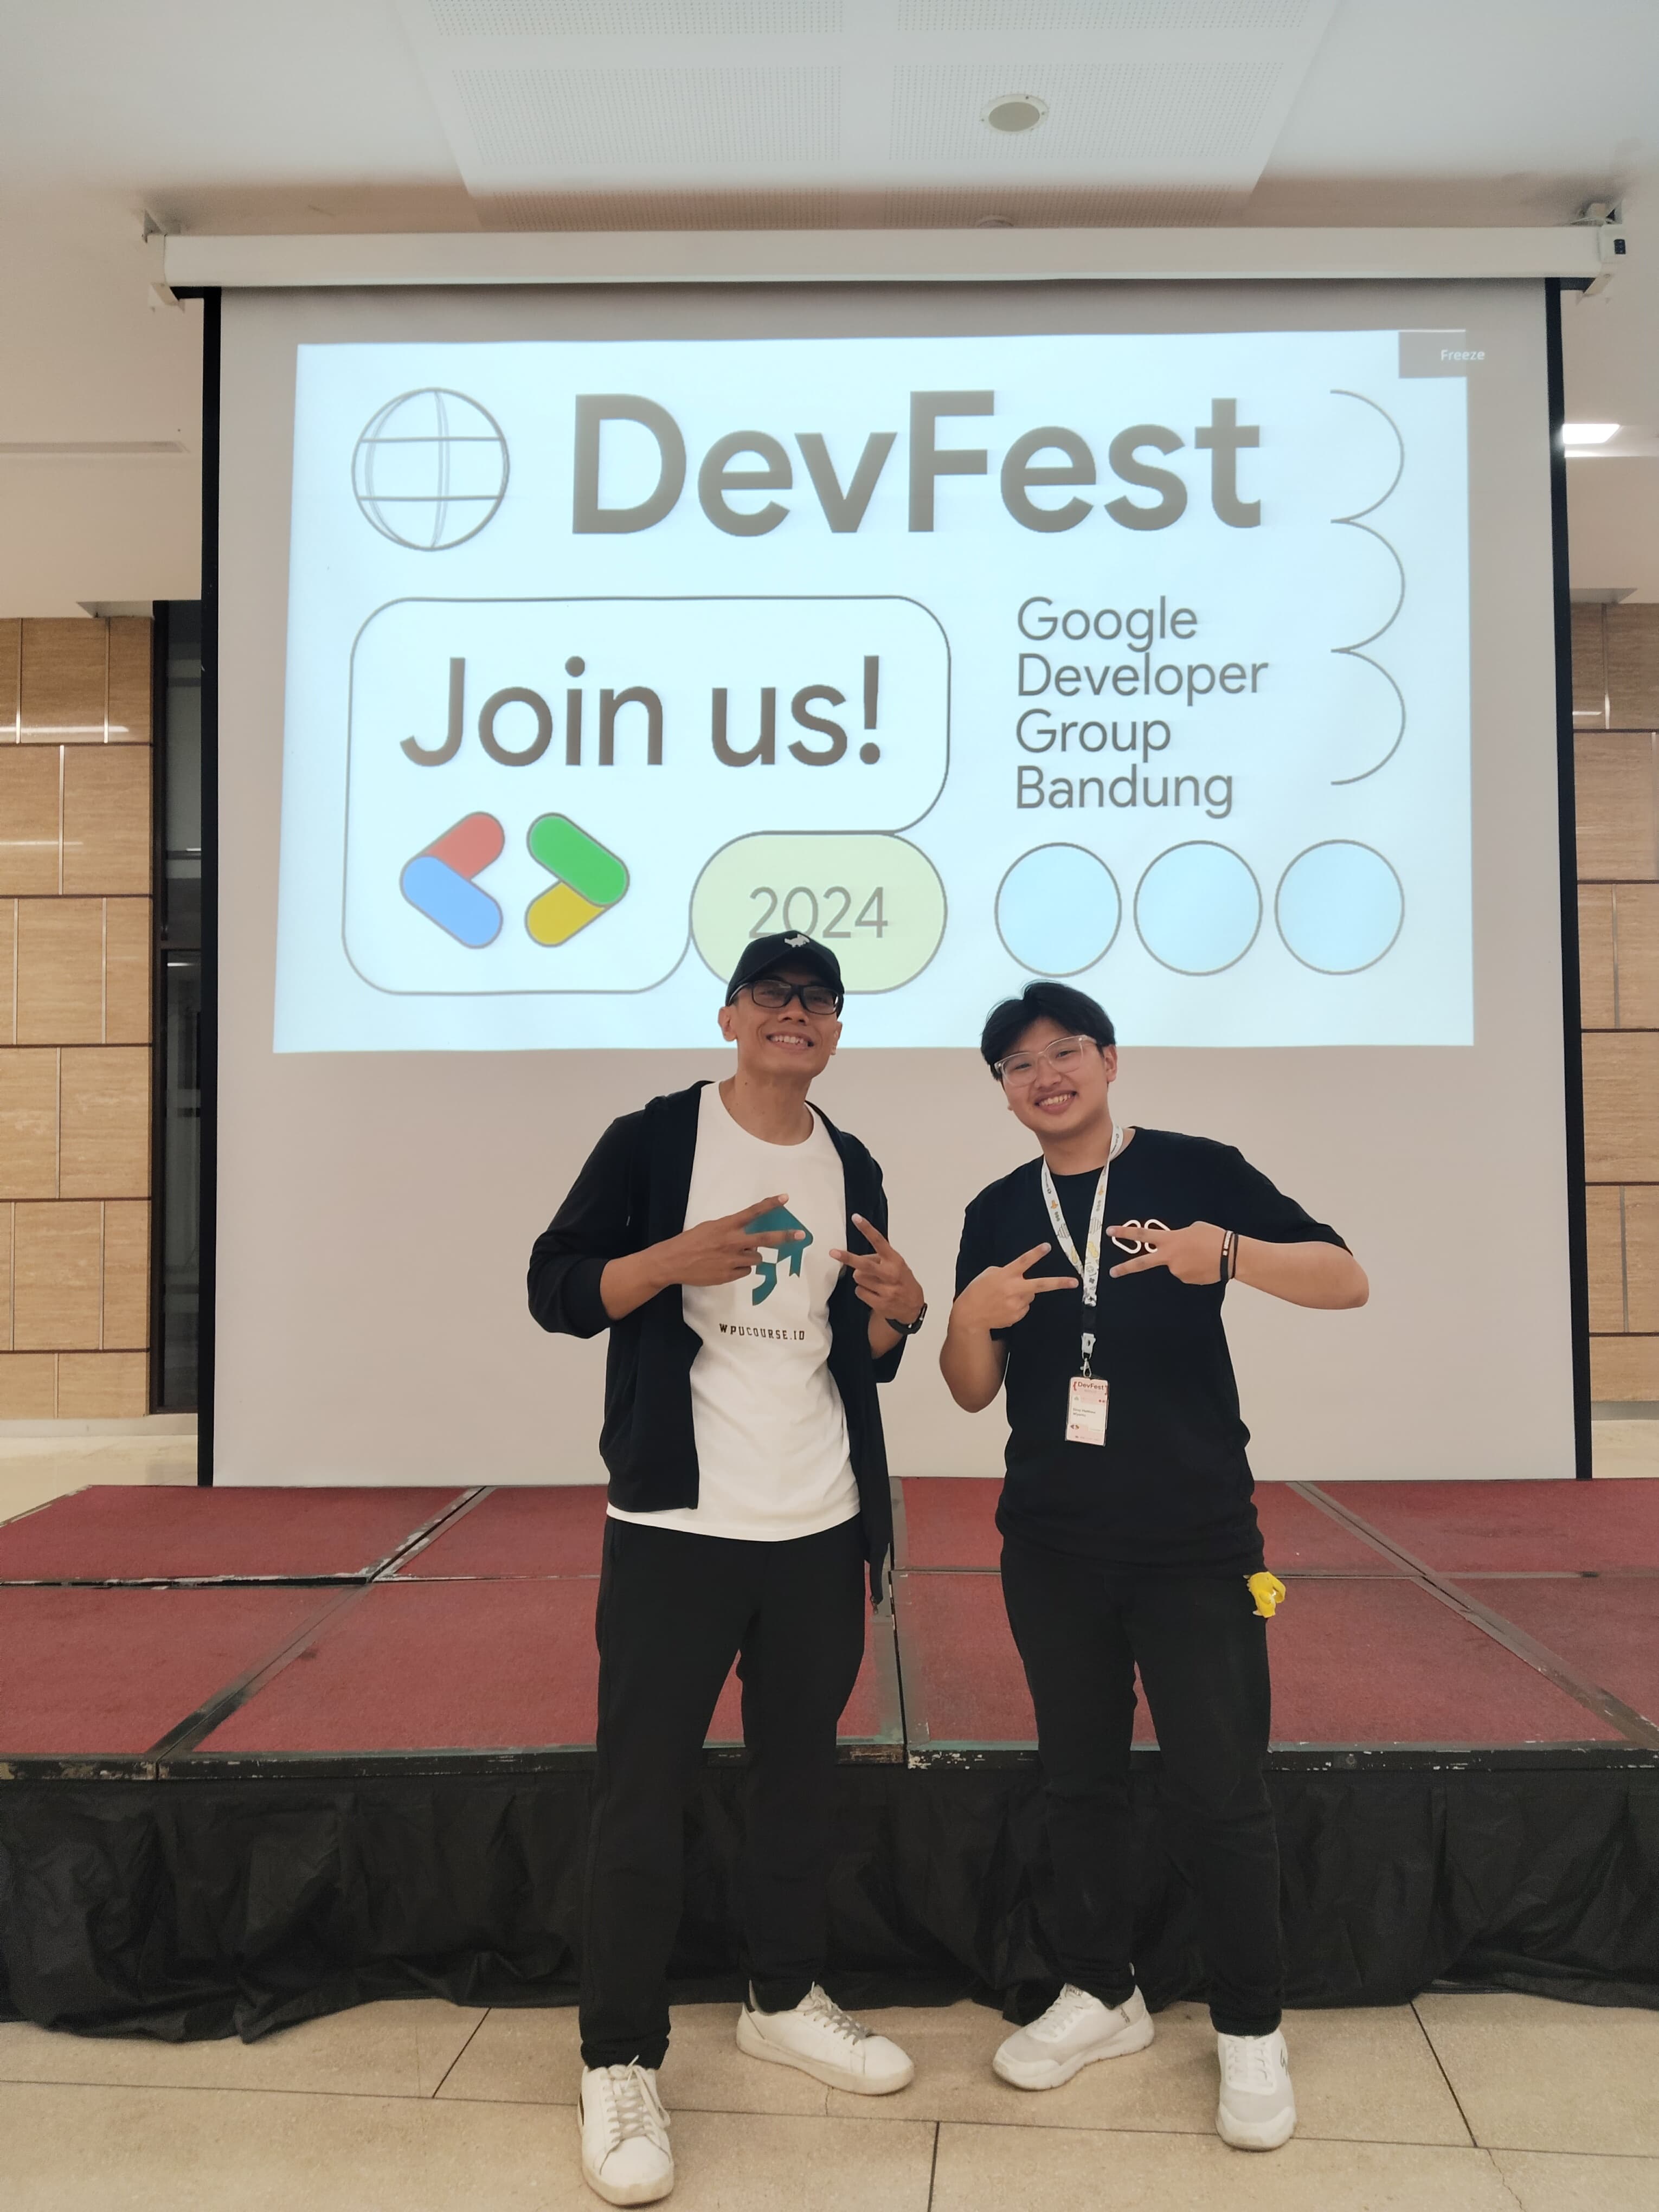 Freeze
DevFest
Join us!
Google
Developer
Group
Bandung
2024
WPUCOURSE.ID
{DevFest}